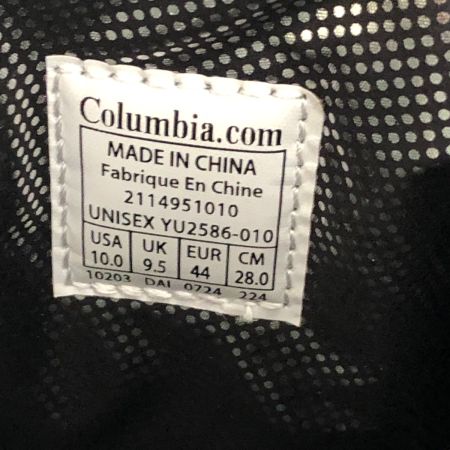 Columbia.com
MADE IN CHINA
Fabrique En Chine
2114951010
UNISEX YU2586-010
USA UK EUR CM
10.0 9.5 44 28.0
10203 DAI 0724 224